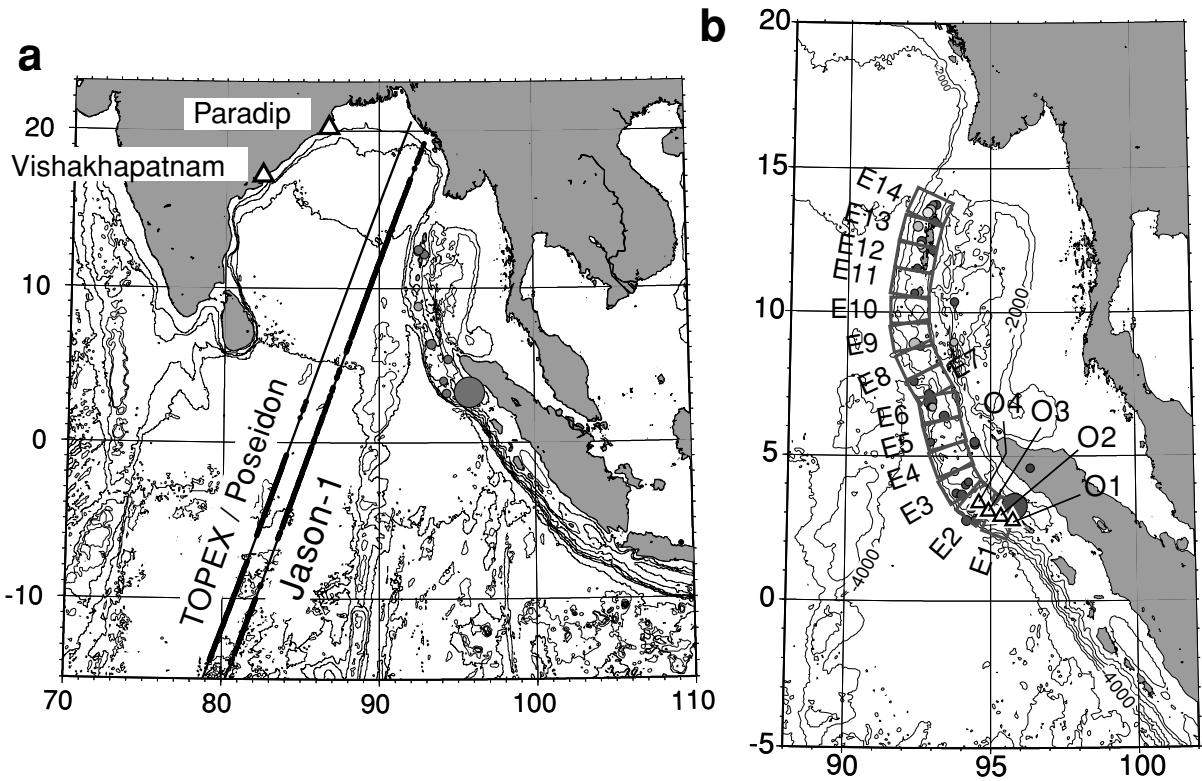 a
Paradip
Vishakhapatnam
TOPEX / Poseidon
Jason-1
20
10
0
-10
70
80
90
100
110
b
20
15
10
5
0
-5
90
95
100
2000
2000
4000
4000
E14
E13
E12
E11
E10
E9
E8
E7
E6
E5
E4
E3
E2
E1
O4
O3
O2
O1